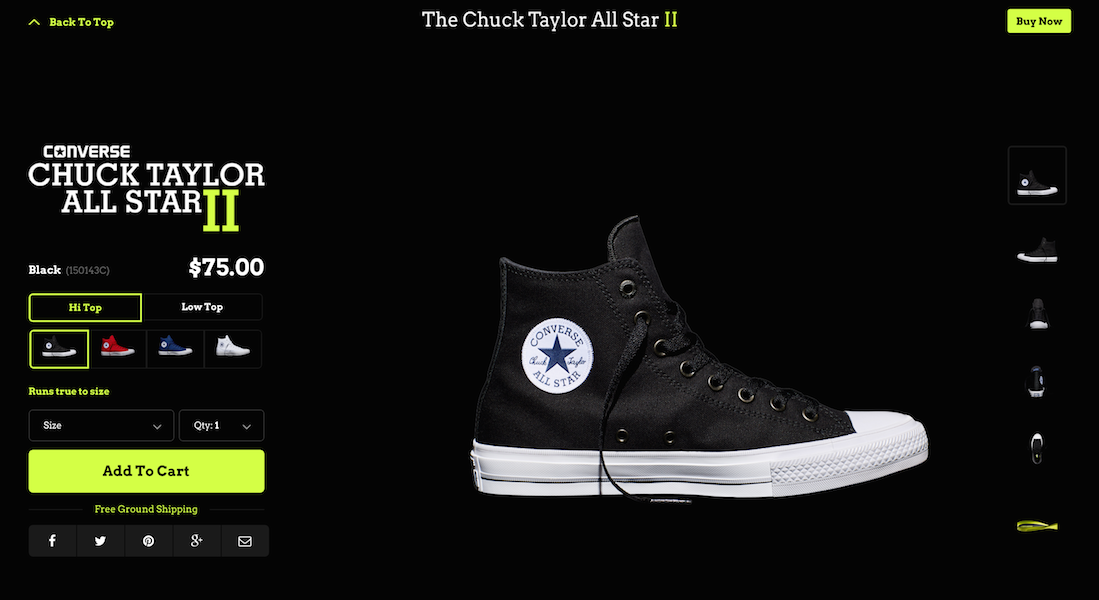 Back To Top
The Chuck Taylor All Star II
Buy Now
CONVERSE
CHUCK TAYLOR
ALL STAR II
Black (150143C) $75.00
Hi Top Low Top
Runs true to size
Size Qty: 1
Add To Cart
Free Ground Shipping
f g+
CONVERSE
Chuck Taylor
ALL STAR